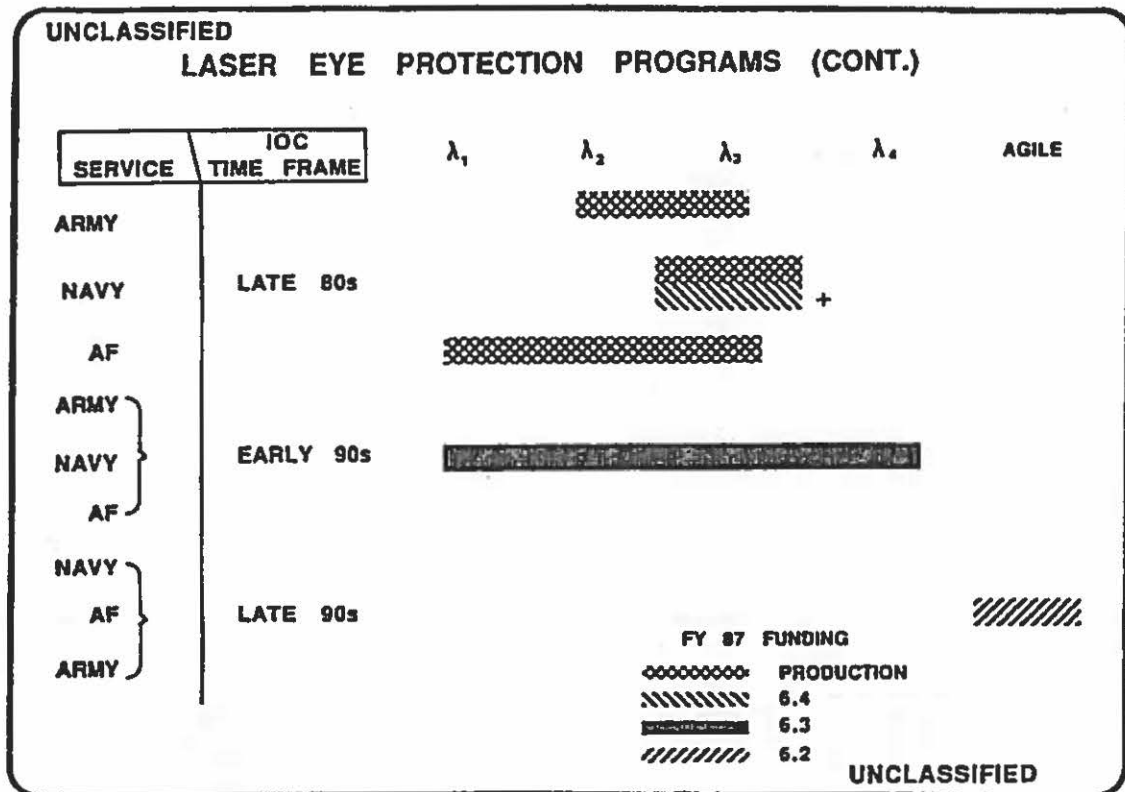 UNCLASSIFIED
LASER EYE PROTECTION PROGRAMS (CONT.)
SERVICE
IOC
TIME FRAME
λ₁ λ₂ λ₃ λ₄ AGILE
ARMY
NAVY
LATE 80s
+
AF
ARMY
NAVY
EARLY 90s
AF
NAVY
AF
LATE 90s
ARMY
FY 87 FUNDING
PRODUCTION
6.4
6.3
6.2
UNCLASSIFIED